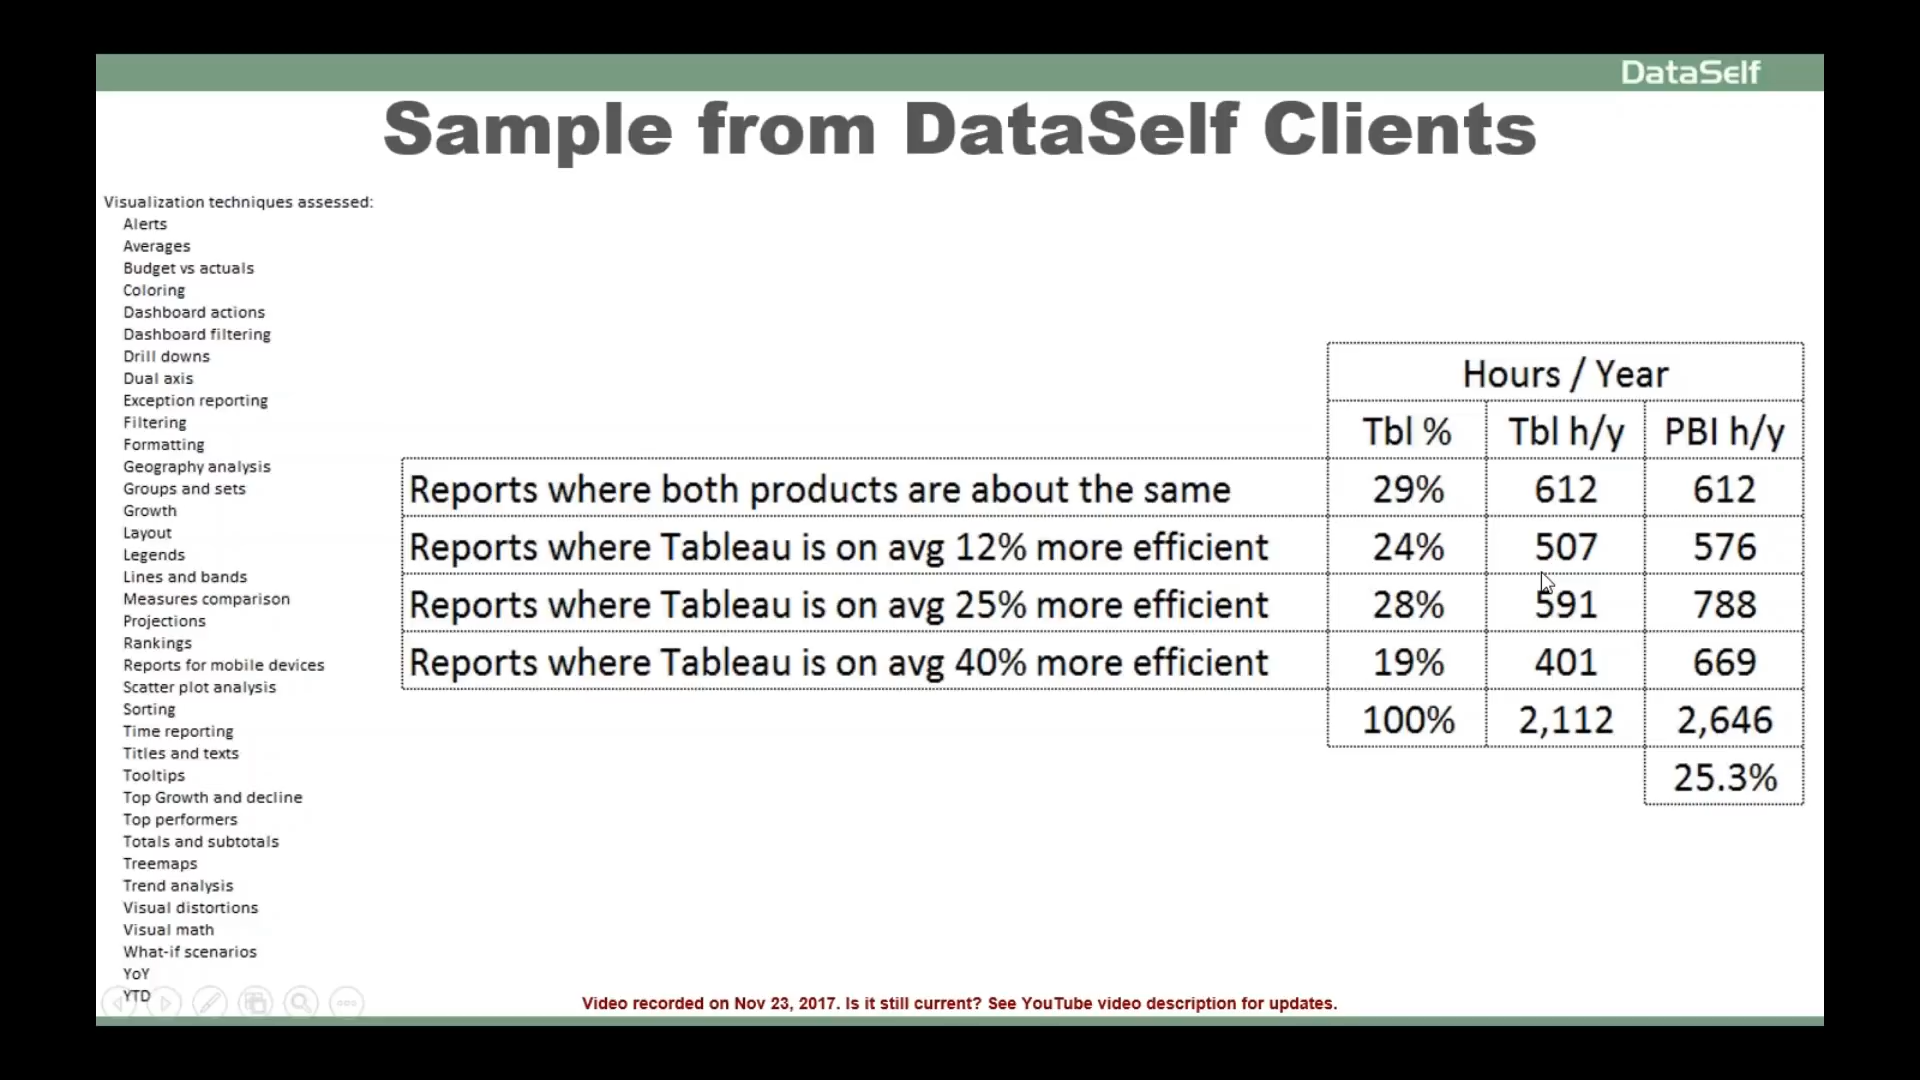 DataSelf
Sample from DataSelf Clients
Visualization techniques assessed:
Alerts
Averages
Budget vs actuals
Coloring
Dashboard actions
Dashboard filtering
Drill downs
Dual axis
Exception reporting
Filtering
Formatting
Geography analysis
Groups and sets
Growth
Layout
Legends
Lines and bands
Measures comparison
Projections
Rankings
Reports for mobile devices
Scatter plot analysis
Sorting
Time reporting
Titles and texts
Tooltips
Top Growth and decline
Top performers
Totals and subtotals
Treemaps
Trend analysis
Visual distortions
Visual math
What-if scenarios
YoY
YTD
Hours / Year
Tbl % Tbl h/y PBI h/y
Reports where both products are about the same 29% 612 612
Reports where Tableau is on avg 12% more efficient 24% 507 576
Reports where Tableau is on avg 25% more efficient 28% 591 788
Reports where Tableau is on avg 40% more efficient 19% 401 669
100% 2,112 2,646
25.3%
Video recorded on Nov 23, 2017. Is it still current? See YouTube video description for updates.